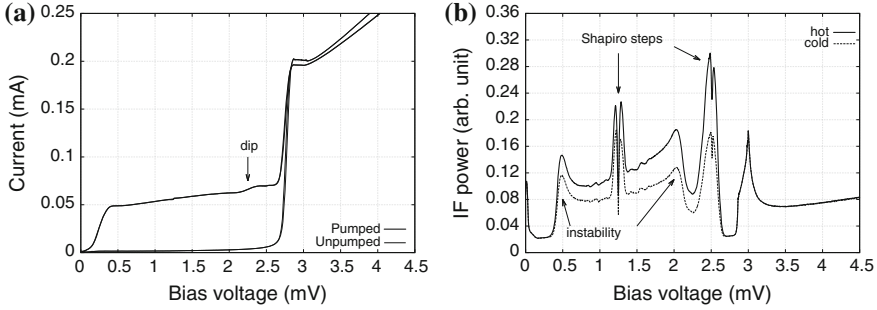 (a)
0.25
0.2
0.15
0.1
0.05
0
Current (mA)
dip
Pumped
Unpumped
0 0.5 1 1.5 2 2.5 3 3.5 4 4.5
Bias voltage (mV)
(b)
0.36
0.32
0.28
0.24
0.2
0.16
0.12
0.08
0.04
0
IF power (arb. unit)
Shapiro steps
hot
cold
instability
0 0.5 1 1.5 2 2.5 3 3.5 4 4.5
Bias voltage (mV)